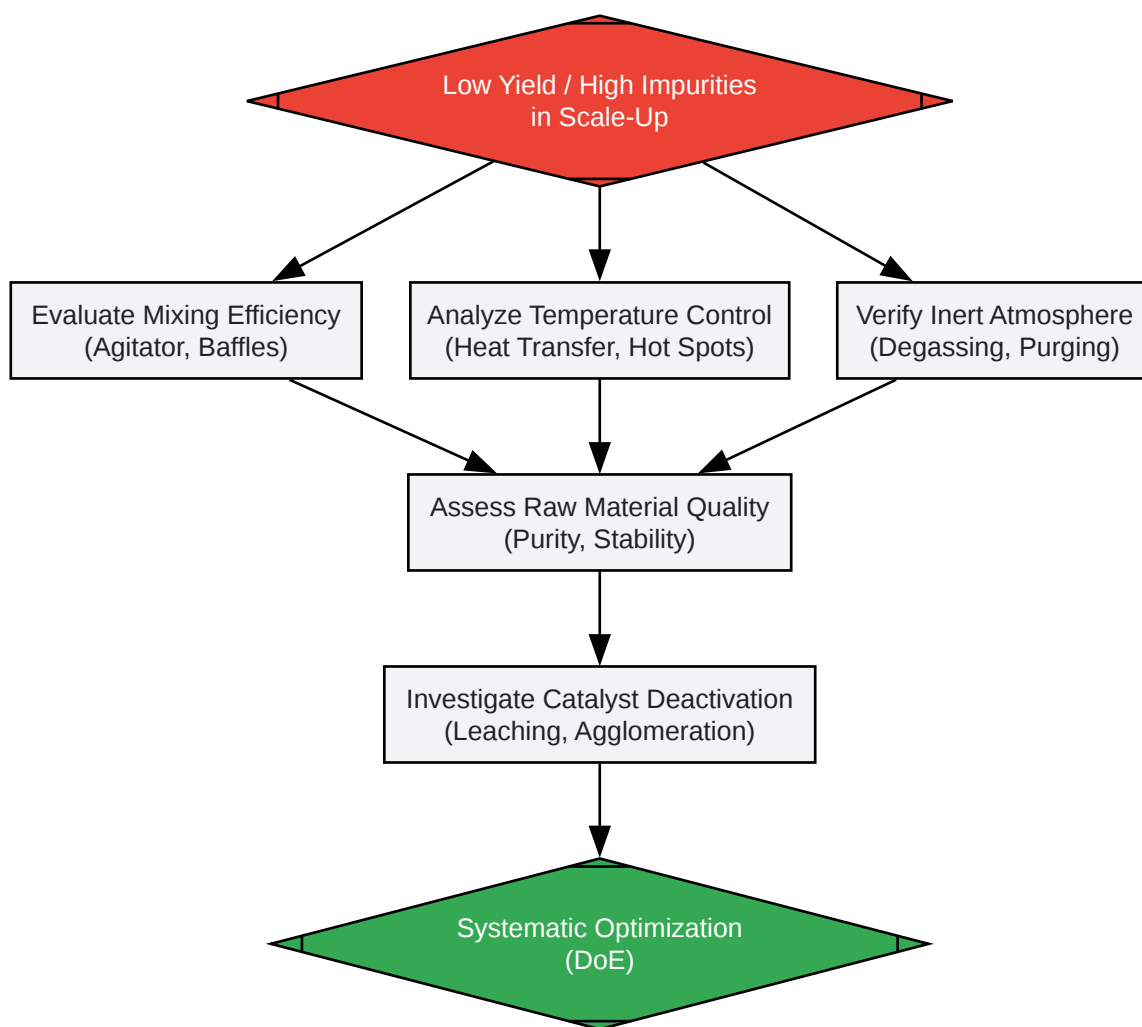 Low Yield / High Impurities
in Scale-Up
Evaluate Mixing Efficiency
(Agitator, Baffles)
Analyze Temperature Control
(Heat Transfer, Hot Spots)
Verify Inert Atmosphere
(Degassing, Purging)
Assess Raw Material Quality
(Purity, Stability)
Investigate Catalyst Deactivation
(Leaching, Agglomeration)
Systematic Optimization
(DoE)